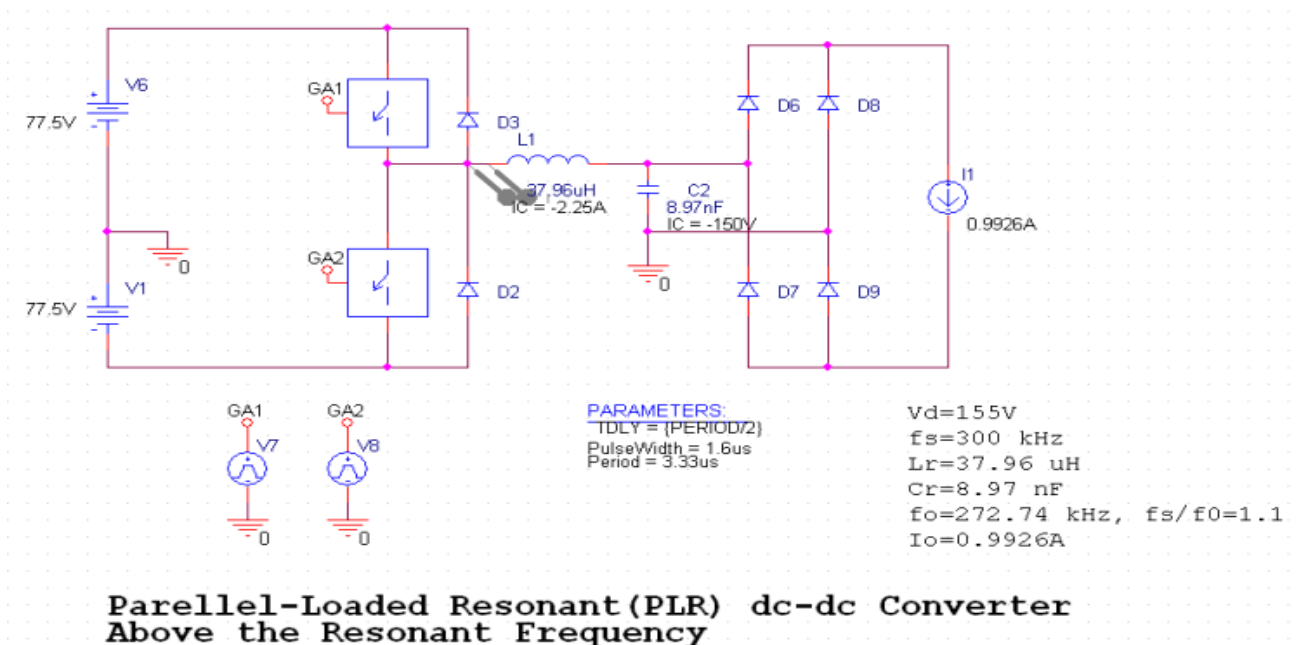 V6
77.5V
GA1
D3
L1
37.96uH
IC = -2.25A
C2
8.97nF
IC = -150V
D6
D8
I1
0.9926A
0
V1
77.5V
GA2
D2
0
D7
D9
GA1
V7
0
GA2
V8
0
PARAMETERS:
TDLY = {PERIOD/2}
PulseWidth = 1.6us
Period = 3.33us
Vd=155V
fs=300 kHz
Lr=37.96 uH
Cr=8.97 nF
fo=272.74 kHz, fs/f0=1.1
Io=0.9926A
Parellel-Loaded Resonant(PLR) dc-dc Converter
Above the Resonant Frequency